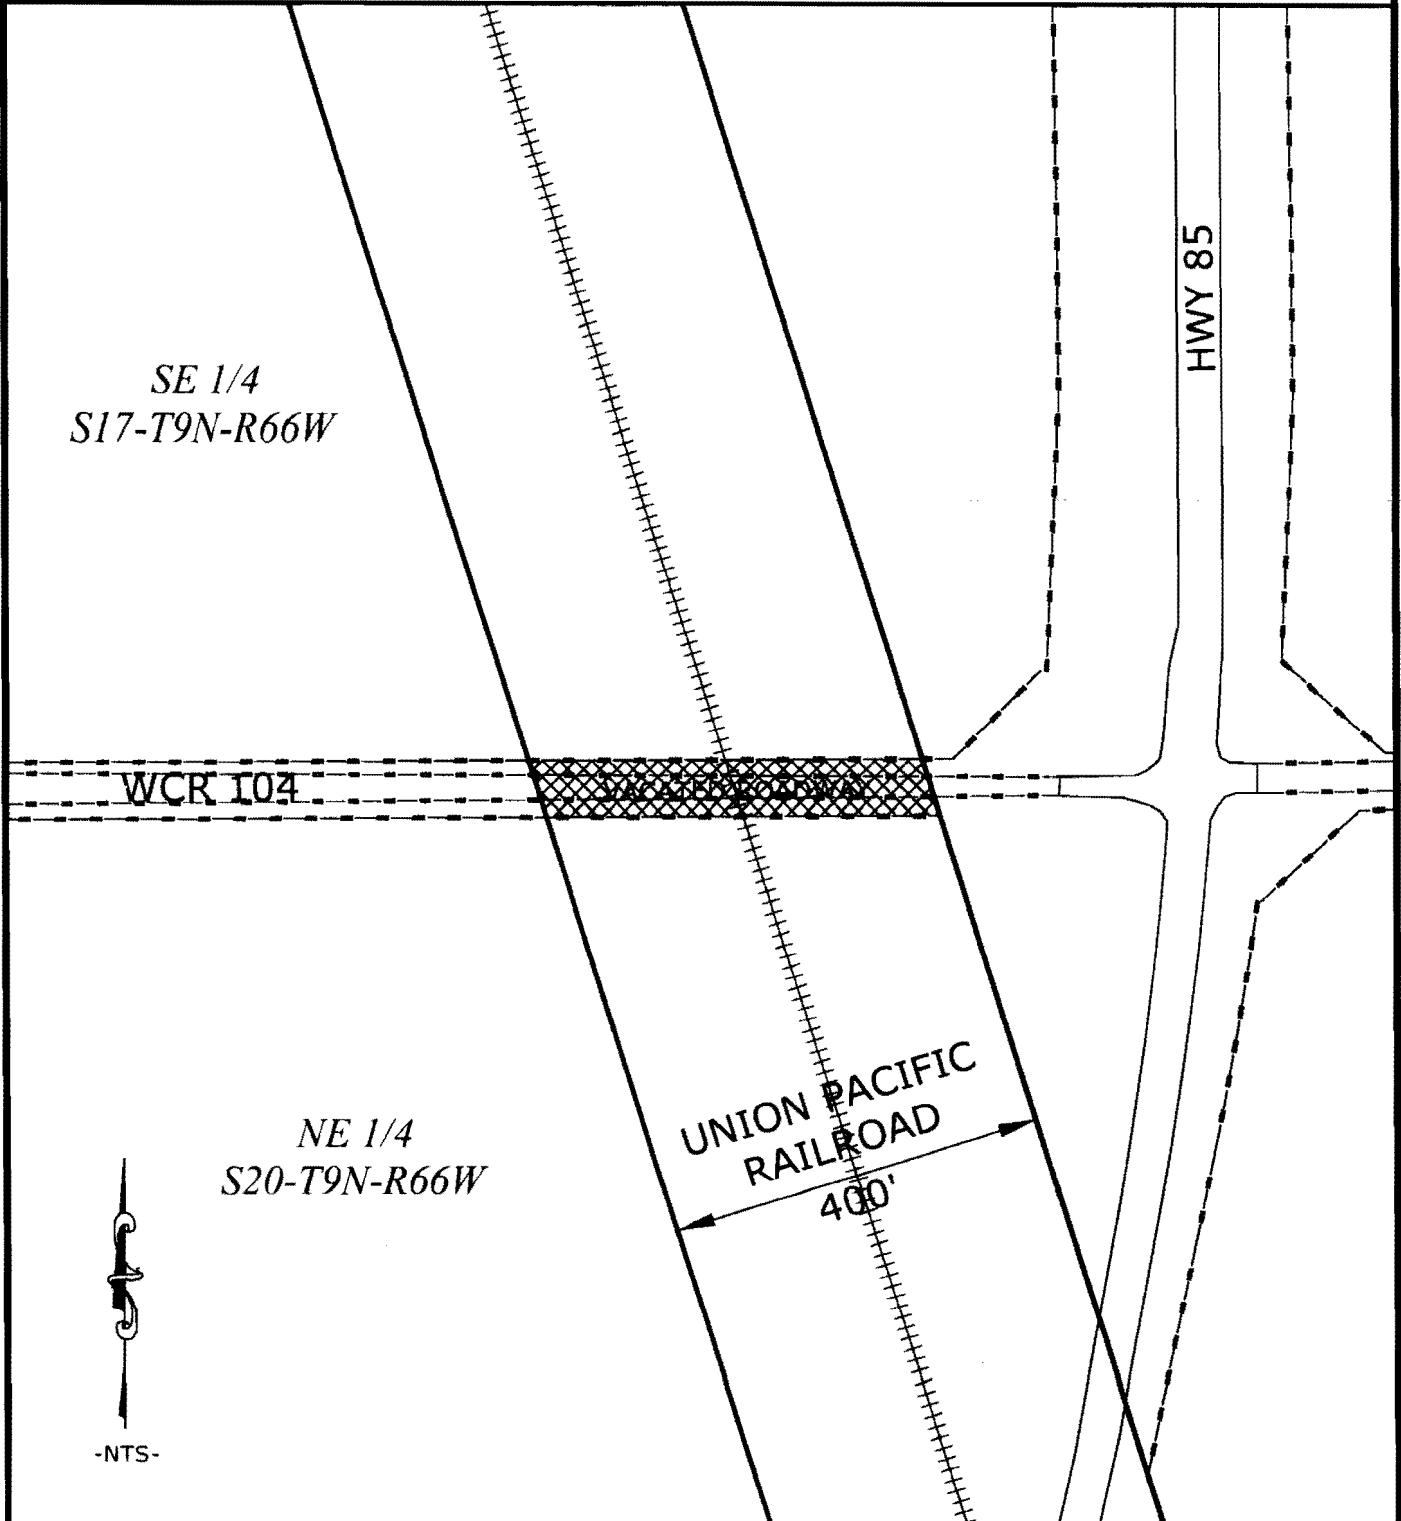 HWY 85
SE 1/4
S17-T9N-R66W
WCR 104
VACATED ROADWAY
UNION PACIFIC
RAILROAD
400'
NE 1/4
S20-T9N-R66W
-NTS-